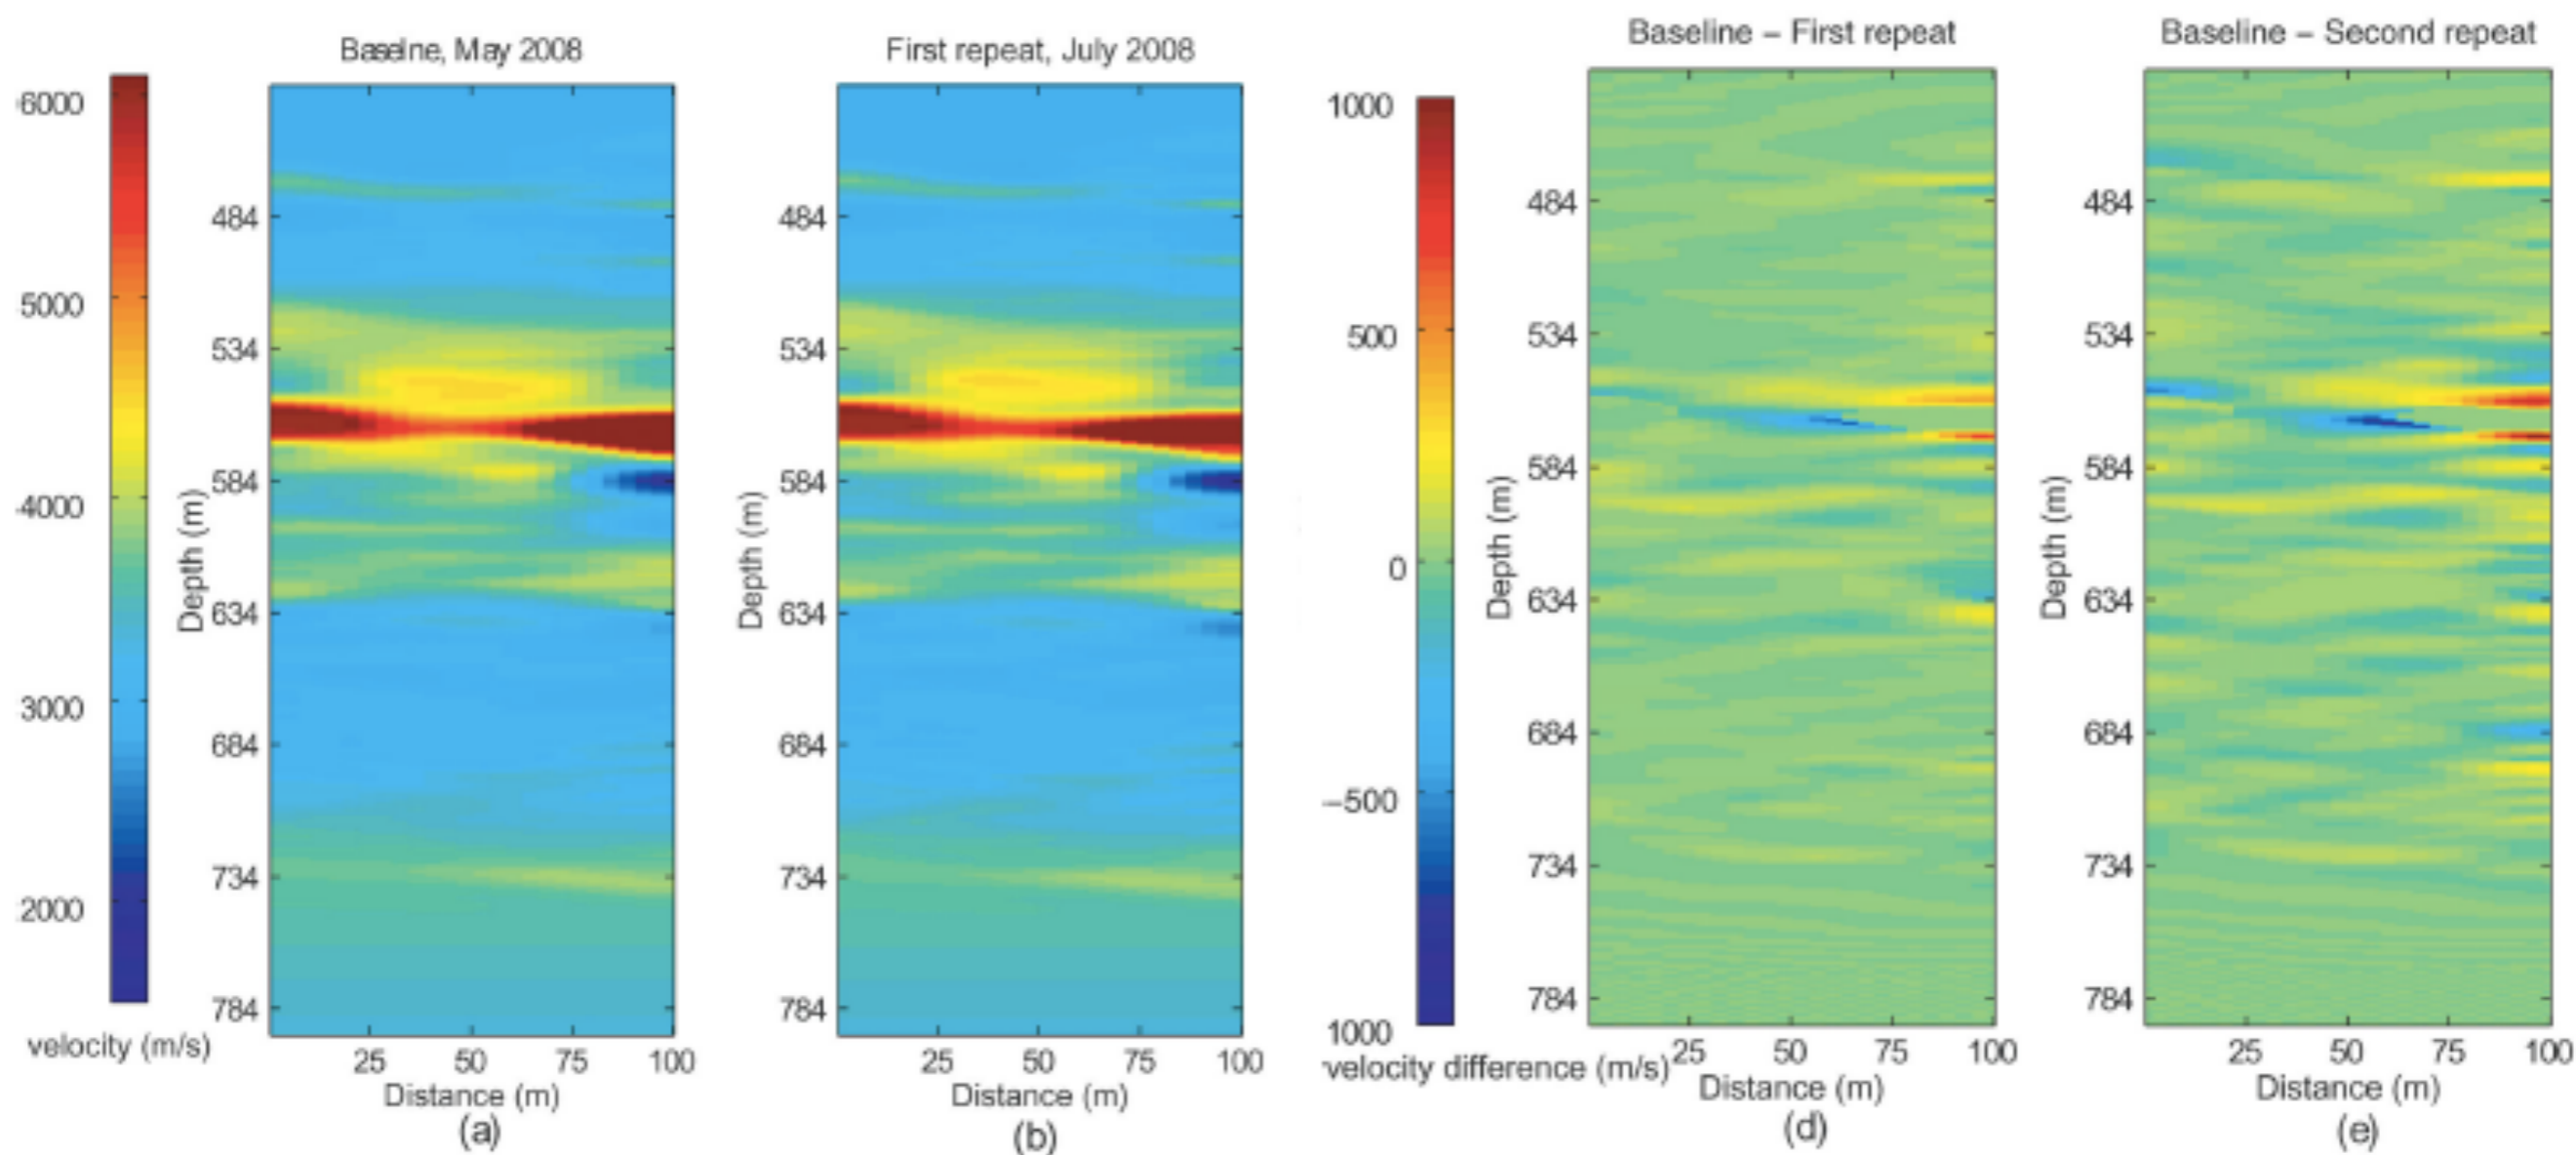 Baselne, May 2008
6000
5000
4000
3000
2000
velocity (m/s)
484
534
584
634
684
734
784
Depth (m)
25 50 75 100
Distance (m)
(a)
First repeat, July 2008
484
534
584
634
684
734
784
Depth (m)
25 50 75 100
Distance (m)
(b)
1000
500
0
−500
1000
velocity difference (m/s)
Baseline − First repeat
484
534
584
634
684
734
784
Depth (m)
25 50 75 100
Distance (m)
(d)
Baseline − Second repeat
484
534
584
634
684
734
784
Depth (m)
25 50 75 100
Distance (m)
(e)